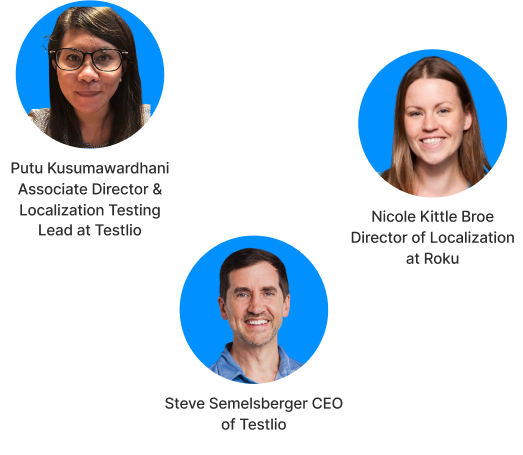 Putu Kusumawardhani
Associate Director &
Localization Testing
Lead at Testlio
Nicole Kittle Broe
Director of Localization
at Roku
Steve Semelsberger CEO
of Testlio